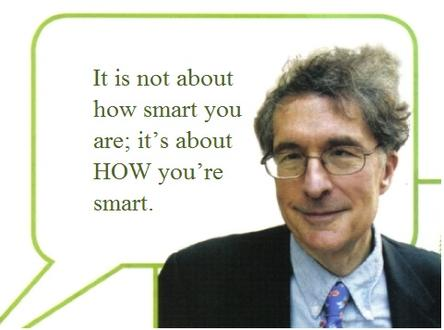 It is not about
how smart you
are; it's about
HOW you're
smart.